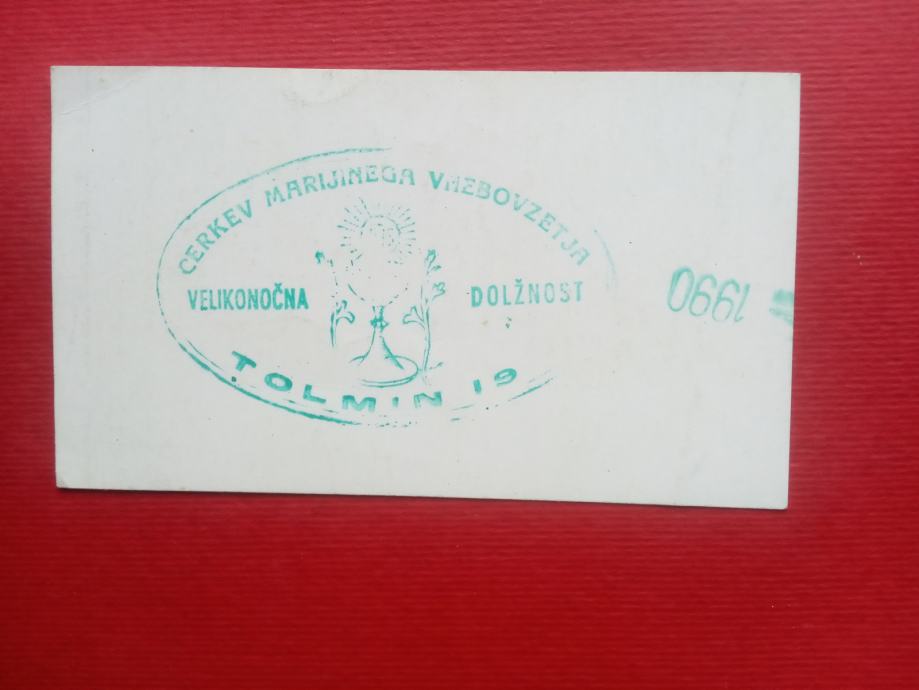 CERKEV MARIJINEGA VNEBOVZETJA
VELIKONOČNA DOLŽNOST
TOLMIN 19
1990